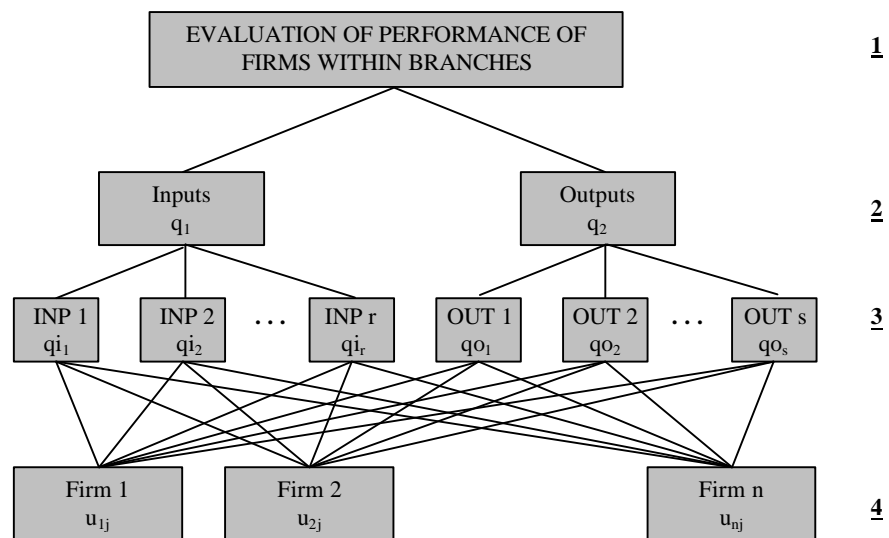 EVALUATION OF PERFORMANCE OF
FIRMS WITHIN BRANCHES
1
Inputs
q1
Outputs
q2
2
INP 1
qi1
INP 2
qi2
...
INP r
qir
OUT 1
qo1
OUT 2
qo2
...
OUT s
qos
3
Firm 1
u1j
Firm 2
u2j
Firm n
unj
4